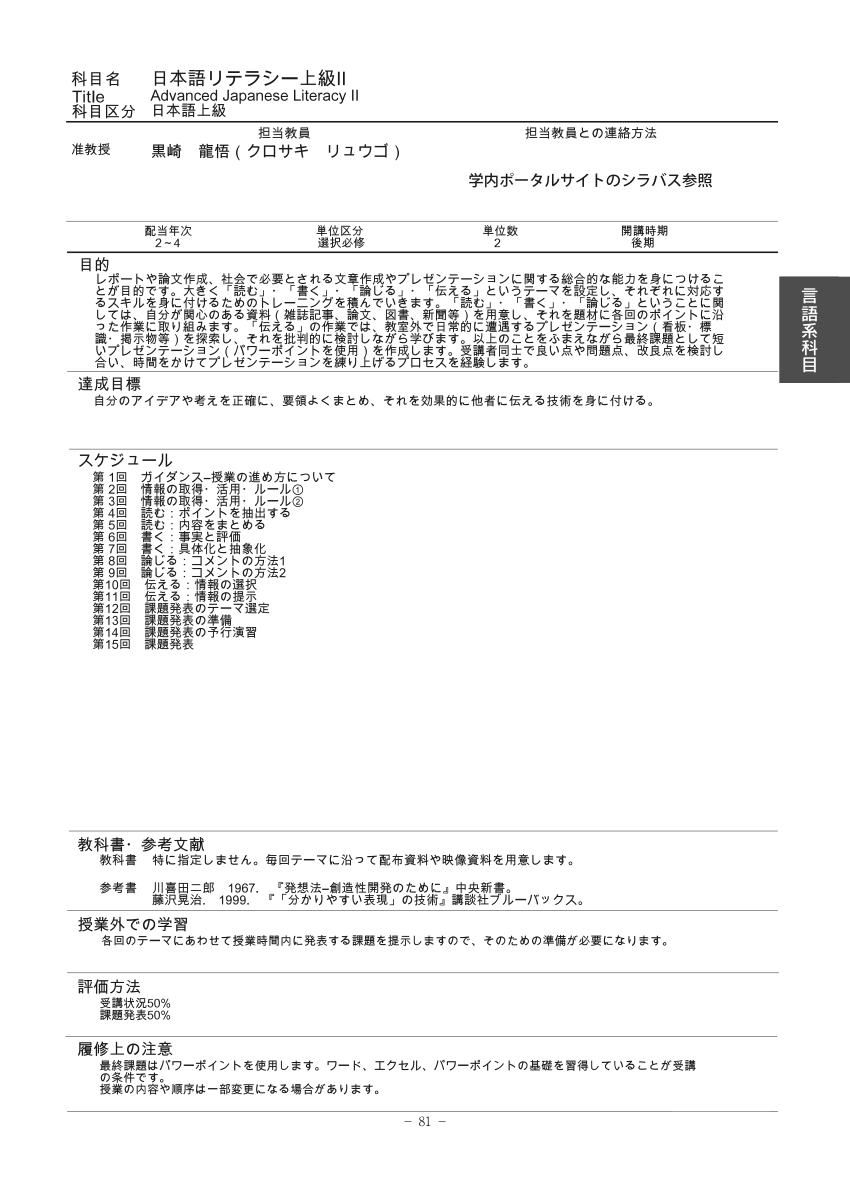 科目名　日本語リテラシー上級II
Title　Advanced Japanese Literacy II
科目区分　日本語上級
担当教員　担当教員との連絡方法
准教授　黒崎　龍悟（クロサキ　リュウゴ）
学内ポータルサイトのシラバス参照
配当年次　単位区分　単位数　開講時期
2～4　選択必修　2　後期
目的
レポートや論文作成、社会で必要とされる文章作成やプレゼンテーションに関する総合的な能力を身につけるこ
とが目的です。大きく「読む」・「書く」・「論じる」・「伝える」というテーマを設定し、それぞれに対応す
るスキルを身に付けるためのトレーニングを積んでいきます。「読む」・「書く」・「論じる」ということに関
しては、自分が関心のある資料（雑誌記事、論文、図書、新聞等）を用意し、それを題材に各回のポイントに沿
った作業に取り組みます。「伝える」の作業では、教室外で日常的に遭遇するプレゼンテーション（看板・標
識・掲示物等）を探索し、それを批判的に検討しながら学びます。以上のことをふまえながら最終課題として短
いプレゼンテーション（パワーポイントを使用）を作成します。受講者同士で良い点や問題点、改良点を検討し
合い、時間をかけてプレゼンテーションを練り上げるプロセスを経験します。
言語系科目
達成目標
自分のアイデアや考えを正確に、要領よくまとめ、それを効果的に他者に伝える技術を身に付ける。
スケジュール
第 1回　ガイダンス−授業の進め方について
第 2回　情報の取得・活用・ルール①
第 3回　情報の取得・活用・ルール②
第 4回　読む：ポイントを抽出する
第 5回　読む：内容をまとめる
第 6回　書く：事実と評価
第 7回　書く：具体化と抽象化
第 8回　論じる：コメントの方法1
第 9回　論じる：コメントの方法2
第10回　伝える：情報の選択
第11回　伝える：情報の提示
第12回　課題発表のテーマ選定
第13回　課題発表の準備
第14回　課題発表の予行演習
第15回　課題発表
教科書・参考文献
教科書　特に指定しません。毎回テーマに沿って配布資料や映像資料を用意します。
参考書　川喜田二郎　1967.　『発想法−創造性開発のために』中央新書。
藤沢晃治.　1999.　『「分かりやすい表現」の技術』講談社ブルーバックス。
授業外での学習
各回のテーマにあわせて授業時間内に発表する課題を提示しますので、そのための準備が必要になります。
評価方法
受講状況50%
課題発表50%
履修上の注意
最終課題はパワーポイントを使用します。ワード、エクセル、パワーポイントの基礎を習得していることが受講
の条件です。
授業の内容や順序は一部変更になる場合があります。
− 81 −